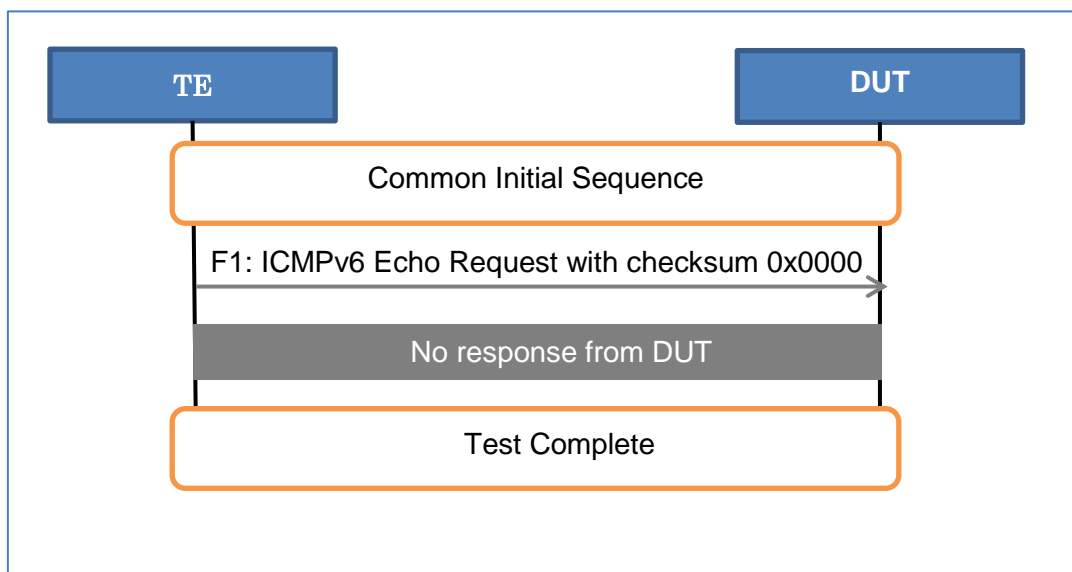 TE
DUT
Common Initial Sequence
F1: ICMPv6 Echo Request with checksum 0x0000
No response from DUT
Test Complete